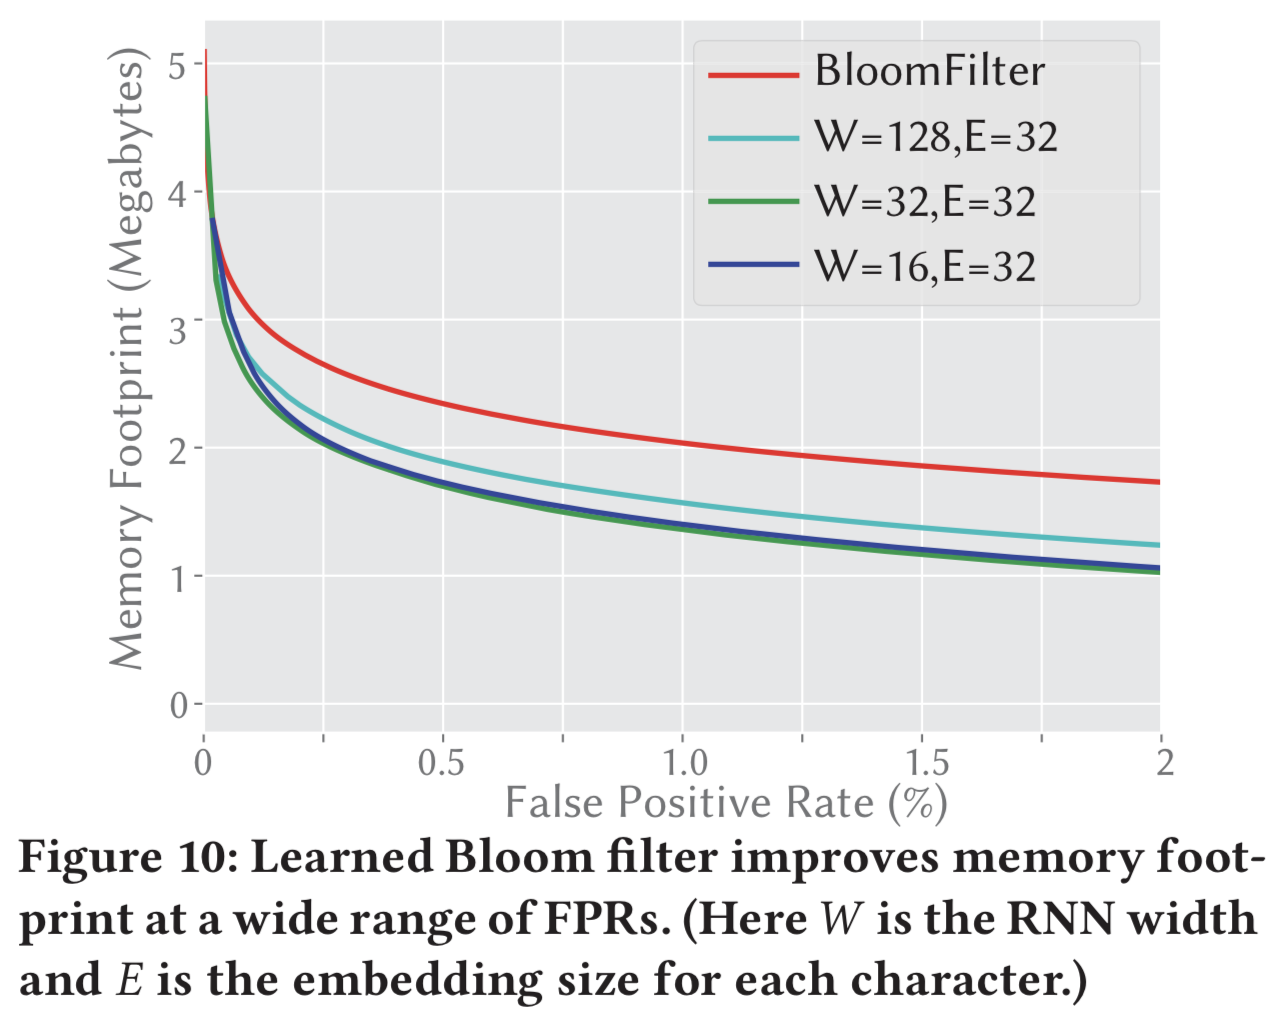 5
4
3
2
1
0
Memory Footprint (Megabytes)
BloomFilter
W=128,E=32
W=32,E=32
W=16,E=32
0 0.5 1.0 1.5 2
False Positive Rate (%)
Figure 10: Learned Bloom filter improves memory foot-
print at a wide range of FPRs. (Here W is the RNN width
and E is the embedding size for each character.)